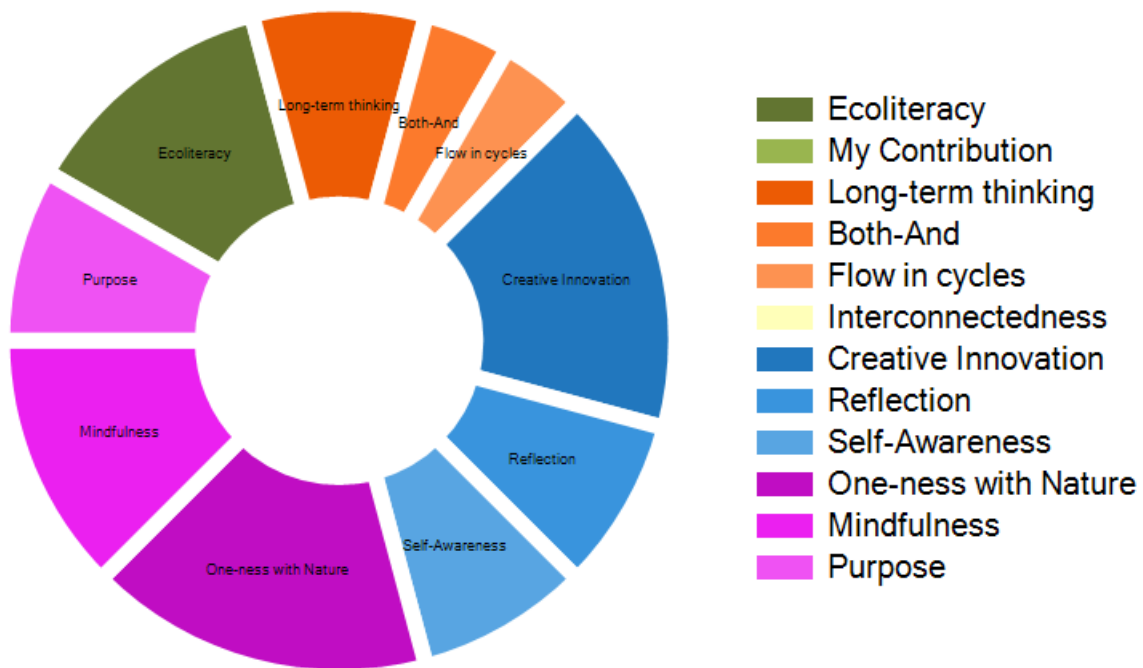 Long-term thinking
Both-And
Flow in cycles
Ecoliteracy
Creative Innovation
Purpose
Mindfulness
Reflection
Self-Awareness
One-ness with Nature
Ecoliteracy
My Contribution
Long-term thinking
Both-And
Flow in cycles
Interconnectedness
Creative Innovation
Reflection
Self-Awareness
One-ness with Nature
Mindfulness
Purpose